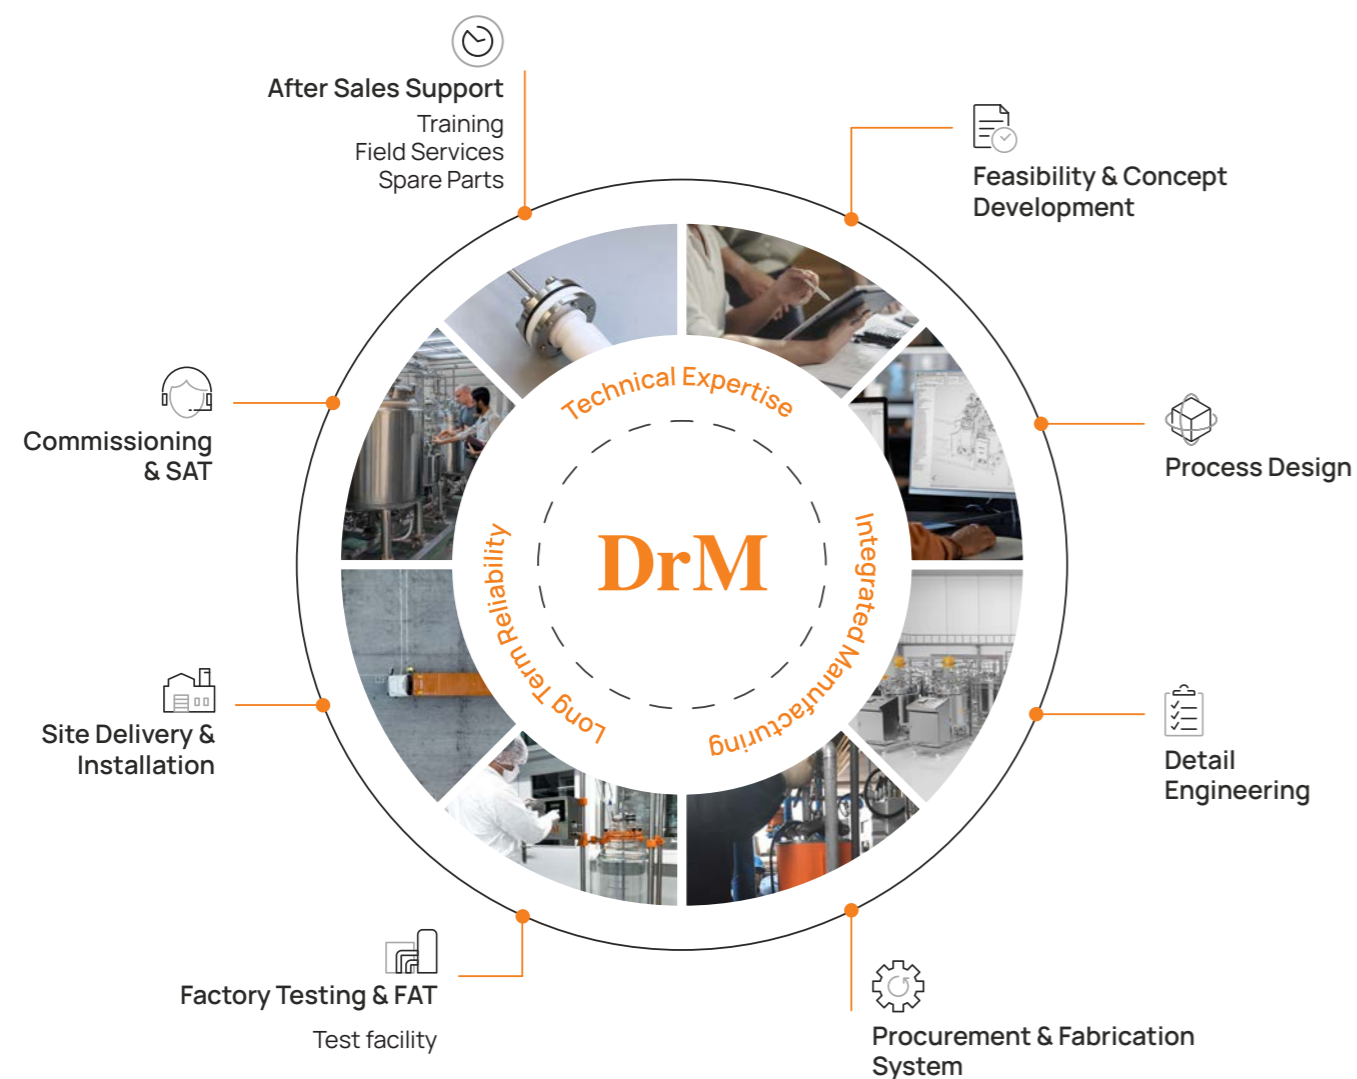 After Sales Support
Training
Field Services
Spare Parts
Feasibility & Concept
Development
Process Design
Detail
Engineering
Procurement & Fabrication
System
Factory Testing & FAT
Test facility
Site Delivery &
Installation
Commissioning
& SAT
Technical Expertise
Integrated Manufacturing
Long Term Reliability
DrM